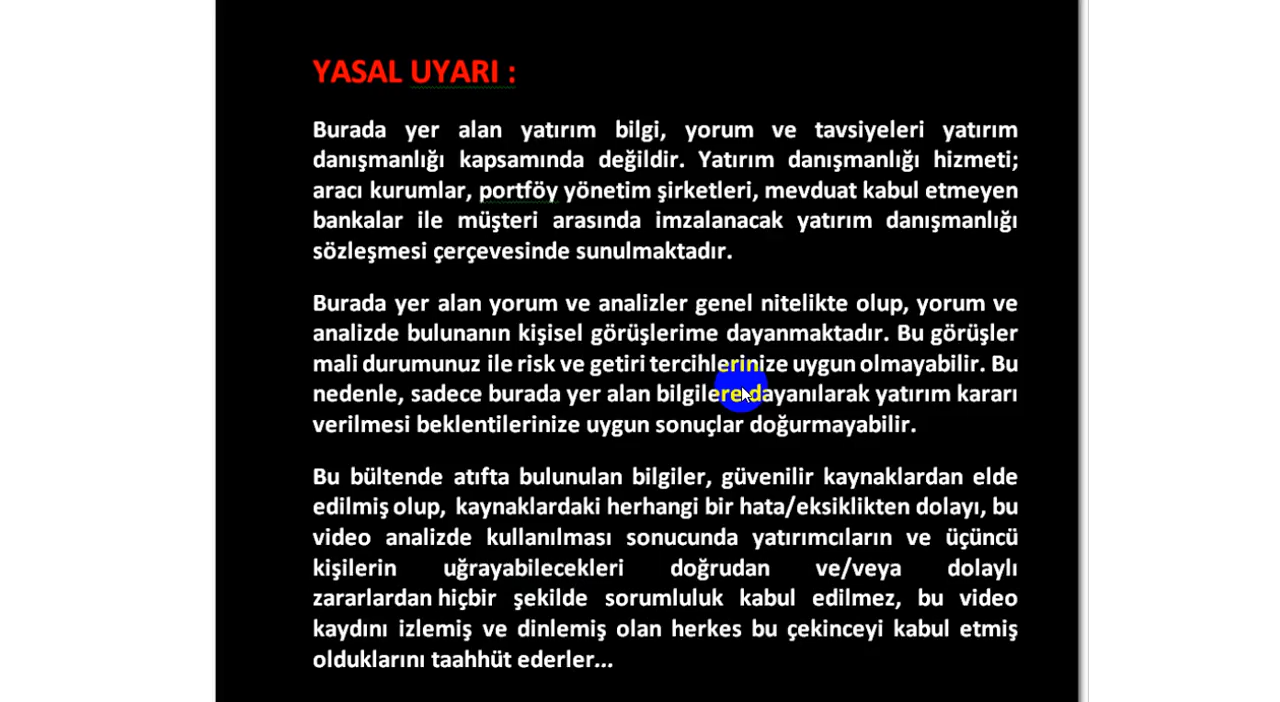 YASAL UYARI :
Burada yer alan yatırım bilgi, yorum ve tavsiyeleri yatırım
danışmanlığı kapsamında değildir. Yatırım danışmanlığı hizmeti;
aracı kurumlar, portföy yönetim şirketleri, mevduat kabul etmeyen
bankalar ile müşteri arasında imzalanacak yatırım danışmanlığı
sözleşmesi çerçevesinde sunulmaktadır.
Burada yer alan yorum ve analizler genel nitelikte olup, yorum ve
analizde bulunanın kişisel görüşlerime dayanmaktadır. Bu görüşler
mali durumunuz ile risk ve getiri tercihlerinize uygun olmayabilir. Bu
nedenle, sadece burada yer alan bilgilere dayanılarak yatırım kararı
verilmesi beklentilerinize uygun sonuçlar doğurmayabilir.
Bu bültende atıfta bulunulan bilgiler, güvenilir kaynaklardan elde
edilmiş olup, kaynaklardaki herhangi bir hata/eksiklikten dolayı, bu
video analizde kullanılması sonucunda yatırımcıların ve üçüncü
kişilerin uğrayabilecekleri doğrudan ve/veya dolaylı
zararlardan hiçbir şekilde sorumluluk kabul edilmez, bu video
kaydını izlemiş ve dinlemiş olan herkes bu çekinceyi kabul etmiş
olduklarını taahhüt ederler...